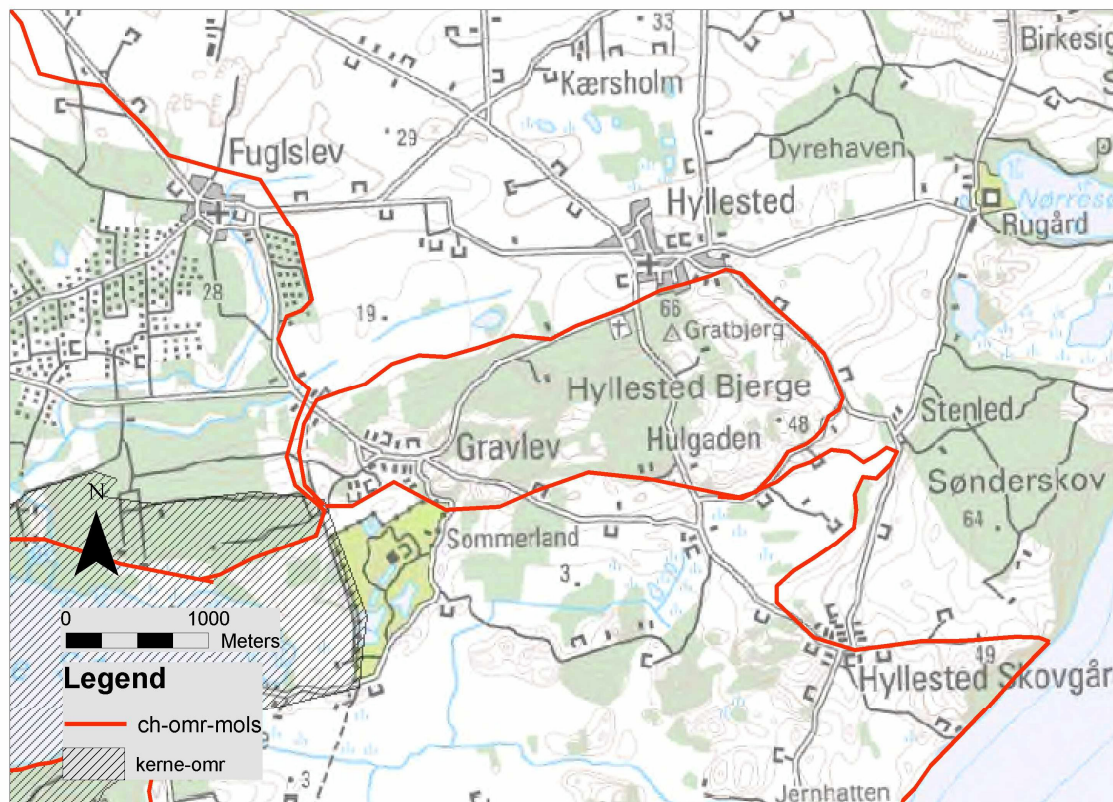 33
Birkesig
Kærsholm
26
29
Fuglslev
Dyrehaven
Hyllested
Nørresø
Rugård
28
19
66
Gratbjerg
Hyllested Bjerge
48
Stenled
Hulgaden
Gravlev
Sønderskov
N
64
Sommerland
3
0 1000
Meters
49
Legend
Hyllested Skovgår
ch-omr-mols
kerne-omr
3
Jernhatten